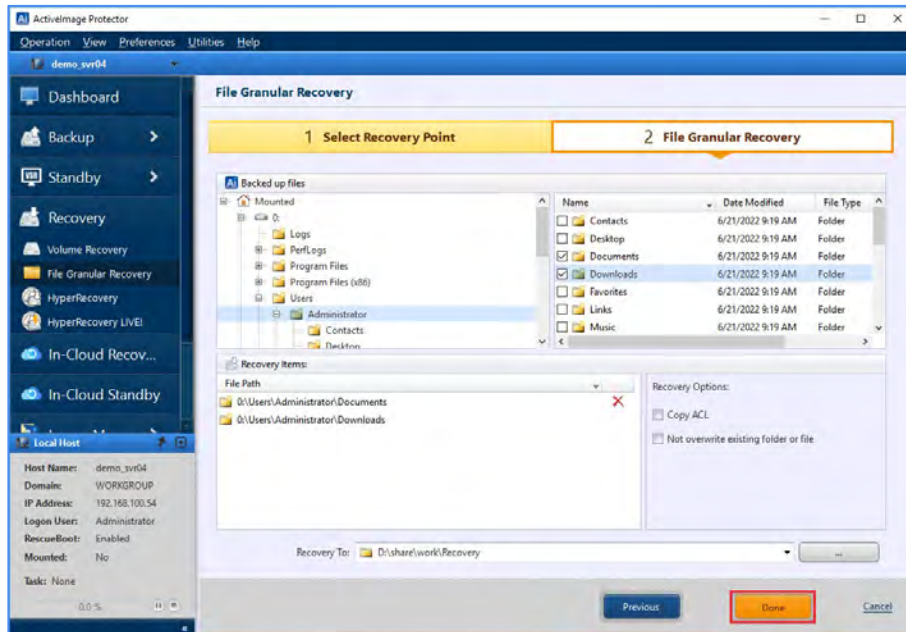 ActiveImage Protector
Operation View Preferences Utilities Help
demo_svr04
Dashboard
Backup
Standby
Recovery
Volume Recovery
File Granular Recovery
HyperRecovery
HyperRecovery LIVE!
In-Cloud Recov...
In-Cloud Standby
Local Host
Host Name: demo_svr04
Domain: WORKGROUP
IP Address: 192.168.100.54
Logon User: Administrator
RescueBoot: Enabled
Mounted: No
Task: None
0.0 %
File Granular Recovery
1 Select Recovery Point
2 File Granular Recovery
Backed up files
Mounted
0:
Logs
PerfLogs
Program Files
Program Files (x86)
Users
Administrator
Contacts
Desktop
Name Date Modified File Type
Contacts 6/21/2022 9:19 AM Folder
Desktop 6/21/2022 9:19 AM Folder
Documents 6/21/2022 9:19 AM Folder
Downloads 6/21/2022 9:19 AM Folder
Favorites 6/21/2022 9:19 AM Folder
Links 6/21/2022 9:19 AM Folder
Music 6/21/2022 9:19 AM Folder
Recovery Items:
File Path
0:\Users\Administrator\Documents
0:\Users\Administrator\Downloads
Recovery Options:
Copy ACL
Not overwrite existing folder or file
Recovery To: D:\share\work\Recovery
...
Previous
Done
Cancel